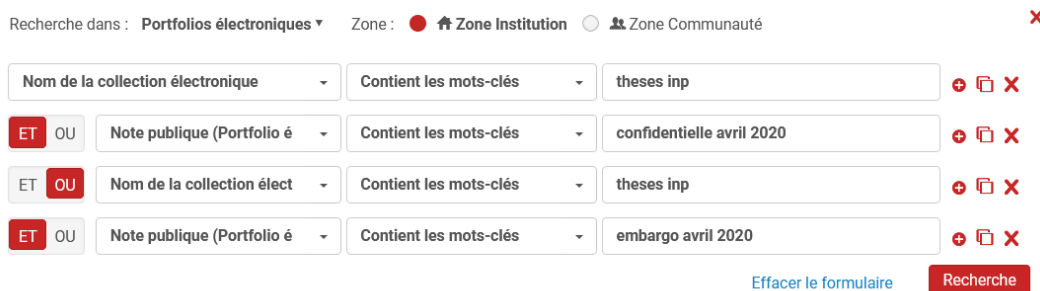 Recherche dans : Portfolios électroniques Zone : Zone Institution Zone Communauté
Nom de la collection électronique Contient les mots-clés theses inp
ET OU Note publique (Portfolio é Contient les mots-clés confidentielle avril 2020
ET OU Nom de la collection élect Contient les mots-clés theses inp
ET OU Note publique (Portfolio é Contient les mots-clés embargo avril 2020
Effacer le formulaire Recherche